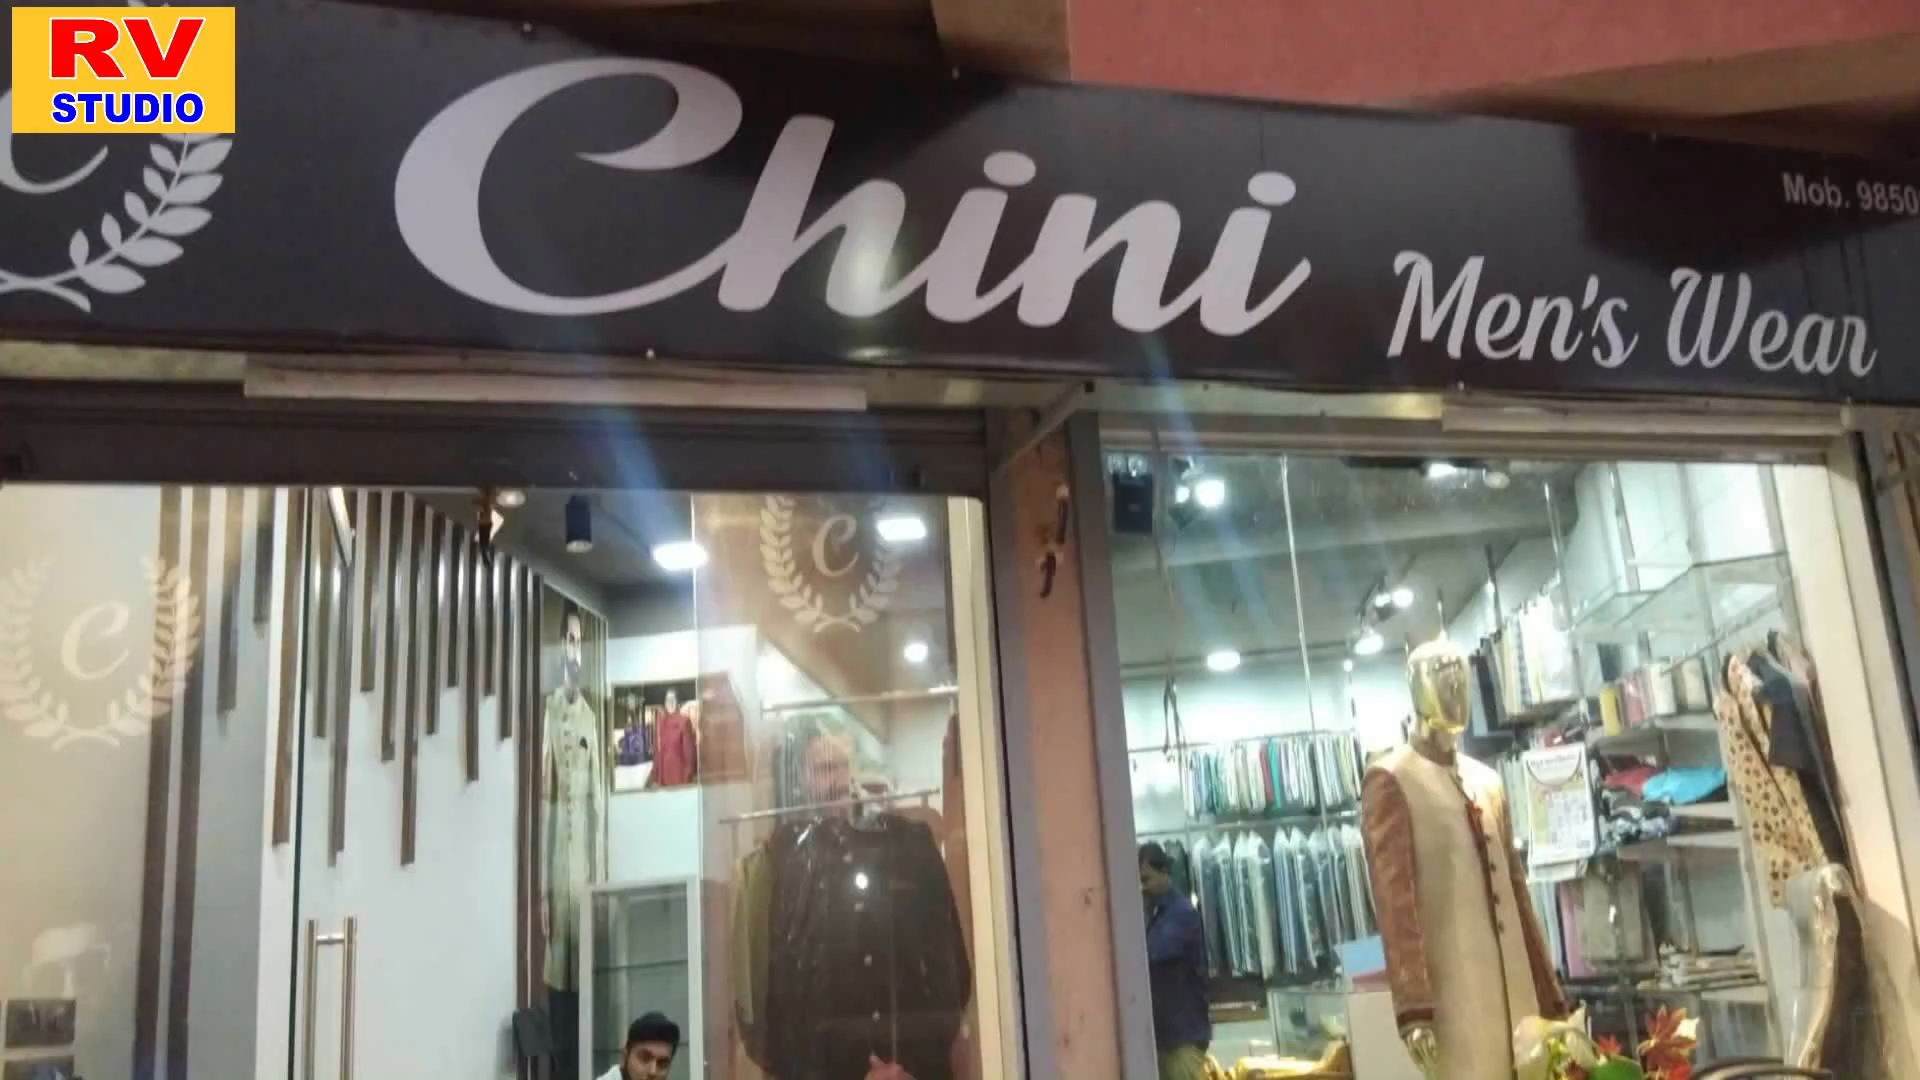 RV
STUDIO
C
Chini
Men's Wear
Mob. 9850
C
C